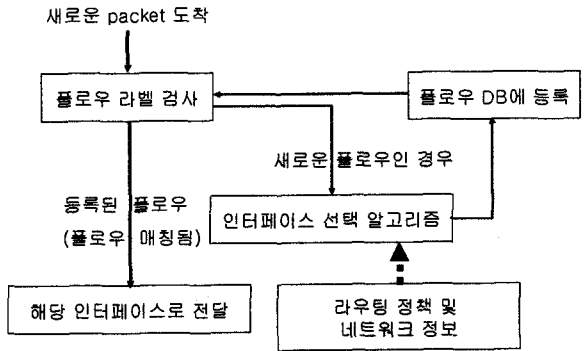 새로운 packet 도착
플로우 라벨 검사
플로우 DB에 등록
새로운 플로우인 경우
등록된 플로우
(플로우 매칭됨)
인터페이스 선택 알고리즘
해당 인터페이스로 전달
라우팅 정책 및
네트워크 정보